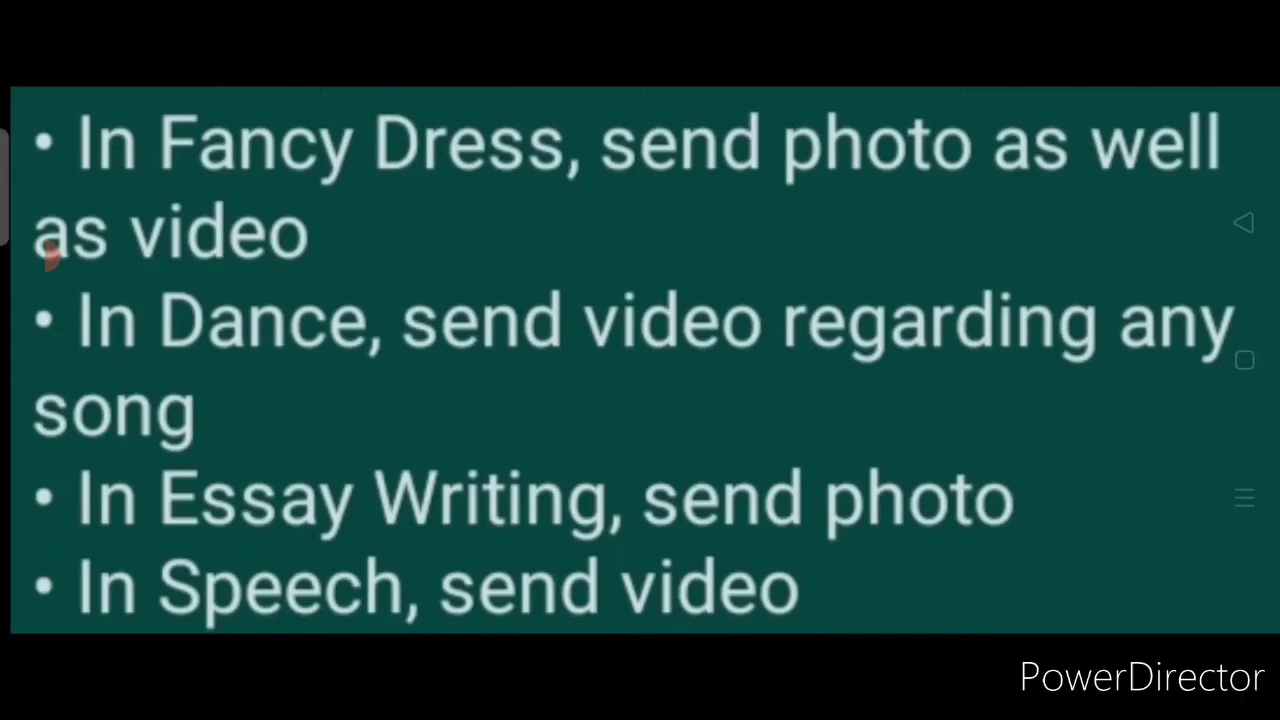 • In Fancy Dress, send photo as well
as video
• In Dance, send video regarding any
song
• In Essay Writing, send photo
• In Speech, send video
PowerDirector